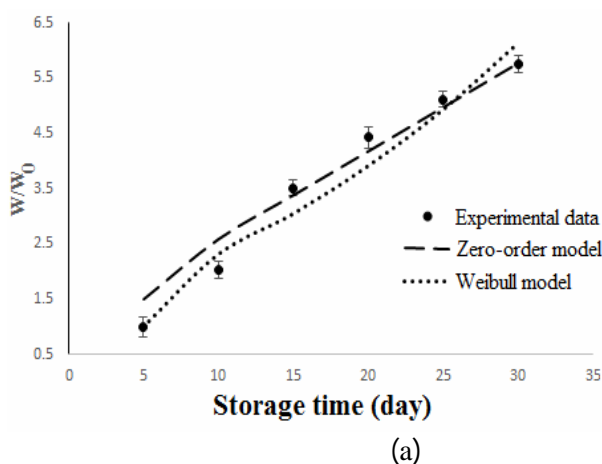 6.5
5.5
4.5
3.5
2.5
1.5
0.5
W/W0
0 5 10 15 20 25 30 35
Experimental data
Zero-order model
Weibull model
Storage time (day)
(a)